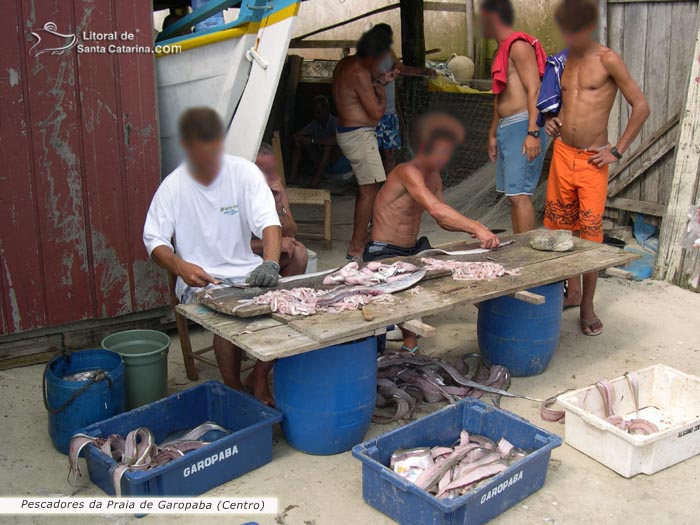 Litoral de
Santa Catarina.com
GAROPABA
GAROPABA
Pescadores da Praia de Garopaba (Centro)